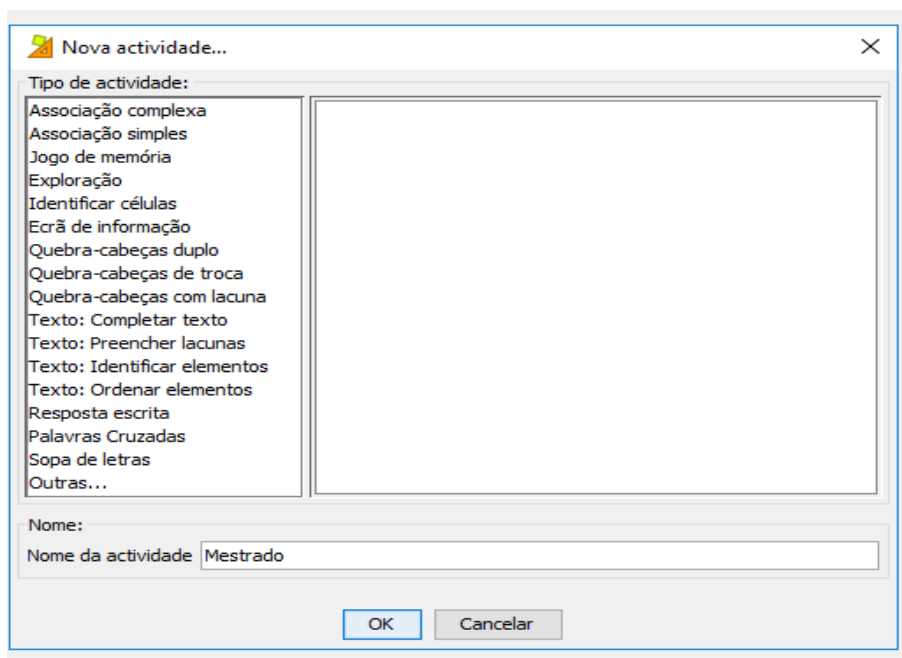 Nova actividade...
Tipo de actividade:
Associação complexa
Associação simples
Jogo de memória
Exploração
Identificar células
Ecrã de informação
Quebra-cabeças duplo
Quebra-cabeças de troca
Quebra-cabeças com lacuna
Texto: Completar texto
Texto: Preencher lacunas
Texto: Identificar elementos
Texto: Ordenar elementos
Resposta escrita
Palavras Cruzadas
Sopa de letras
Outras...
Nome:
Nome da actividade Mestrado
OK Cancelar